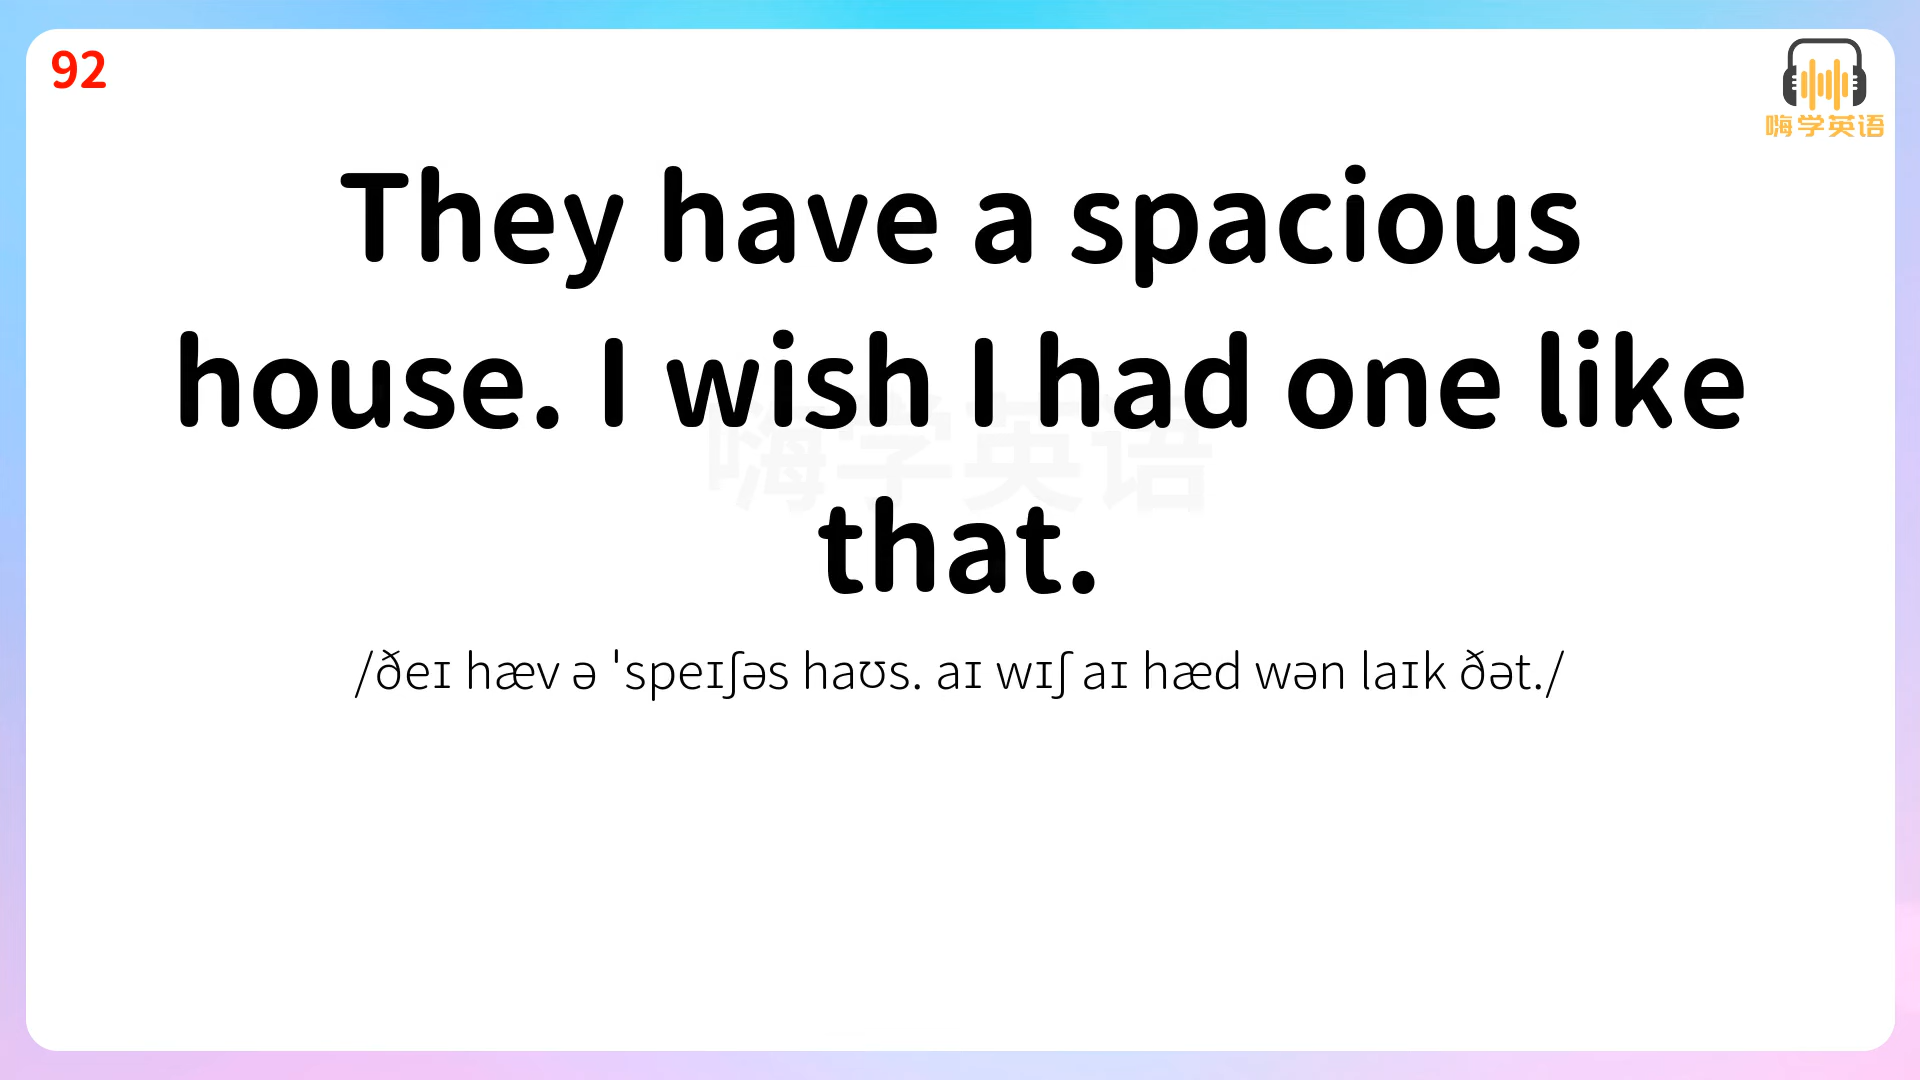 92
嗨学英语
They have a spacious
house. I wish I had one like
that.
嗨学英语
/ðeɪ hæv ə ˈspeɪʃəs haʊs. aɪ wɪʃ aɪ hæd wən laɪk ðət./